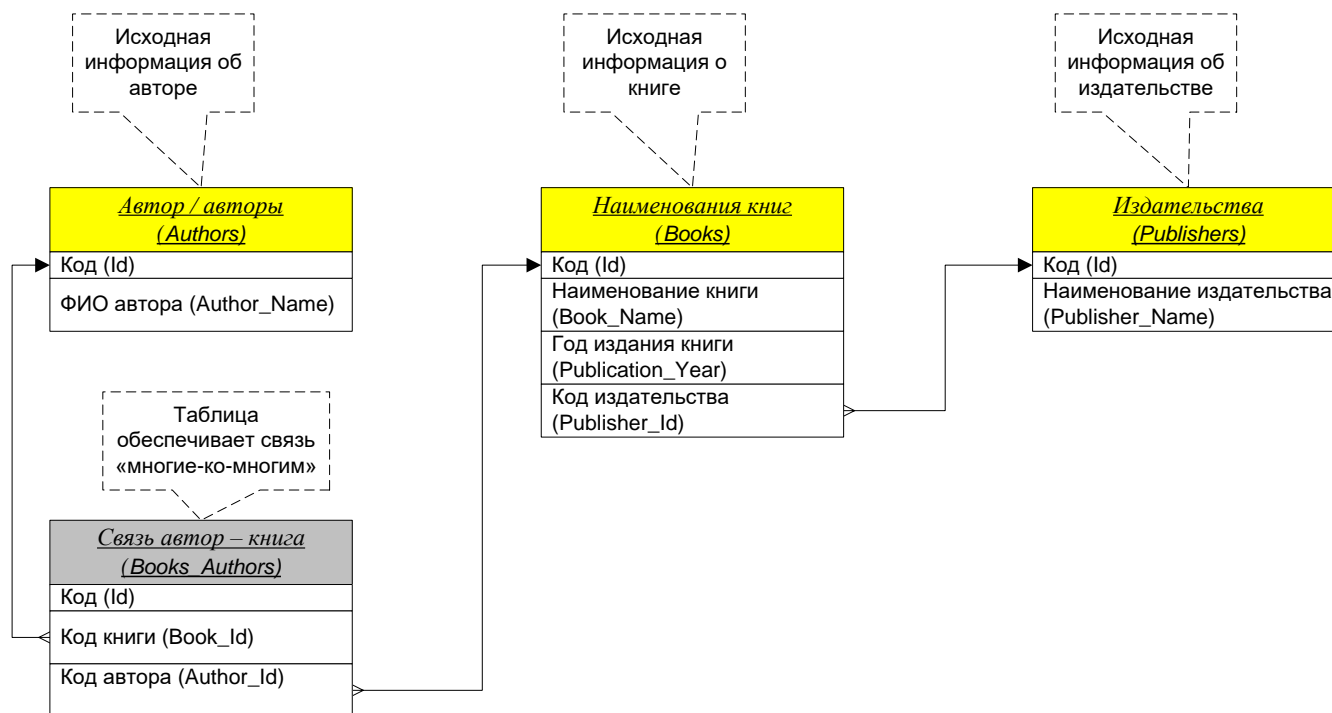 Исходная
информация об
авторе
Исходная
информация о
книге
Исходная
информация об
издательстве
Автор / авторы
(Authors)
Код (Id)
ФИО автора (Author_Name)
Наименования книг
(Books)
Код (Id)
Наименование книги
(Book_Name)
Год издания книги
(Publication_Year)
Код издательства
(Publisher_Id)
Издательства
(Publishers)
Код (Id)
Наименование издательства
(Publisher_Name)
Таблица
обеспечивает связь
«многие-ко-многим»
Связь автор – книга
(Books_Authors)
Код (Id)
Код книги (Book_Id)
Код автора (Author_Id)